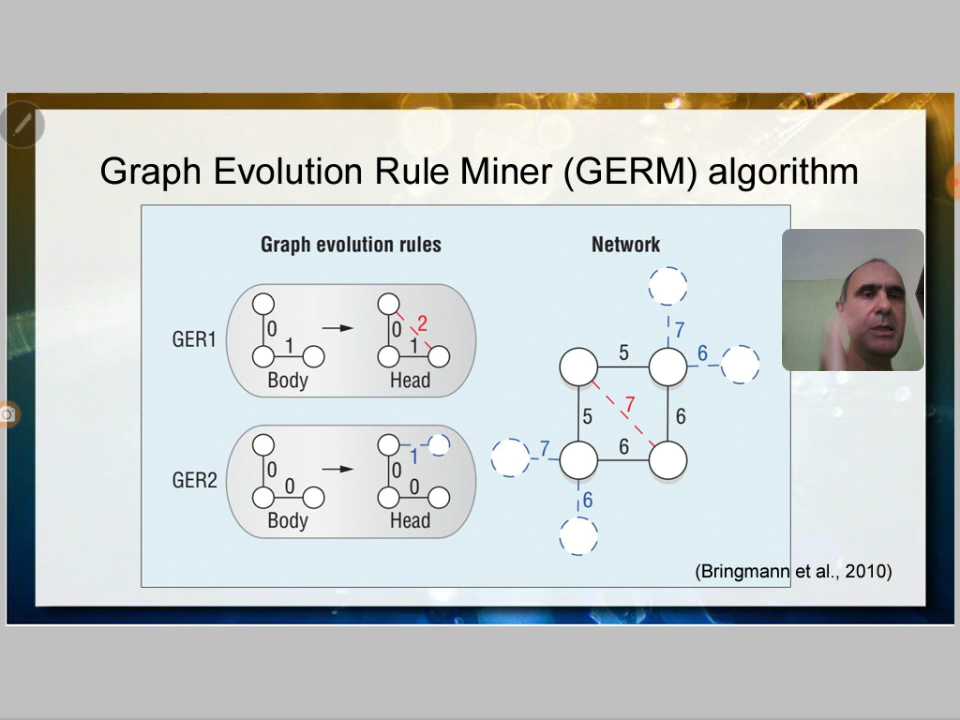 Graph Evolution Rule Miner (GERM) algorithm
Graph evolution rules
Network
GER1
0
1
Body
0
2
1
Head
GER2
0
0
Body
1
0
0
Head
7
5
6
5
7
6
7
6
6
(Bringmann et al., 2010)